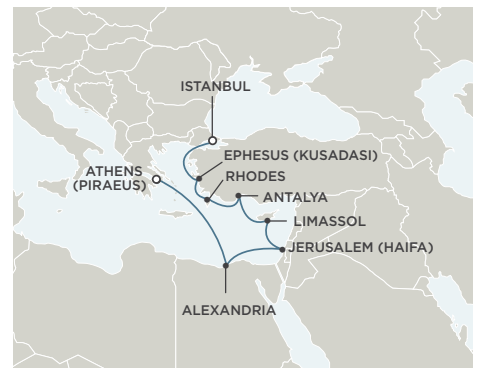 ISTANBUL
EPHESUS (KUSADASI)
ATHENS
(PIRAEUS)
RHODES
ANTALYA
LIMASSOL
JERUSALEM (HAIFA)
ALEXANDRIA